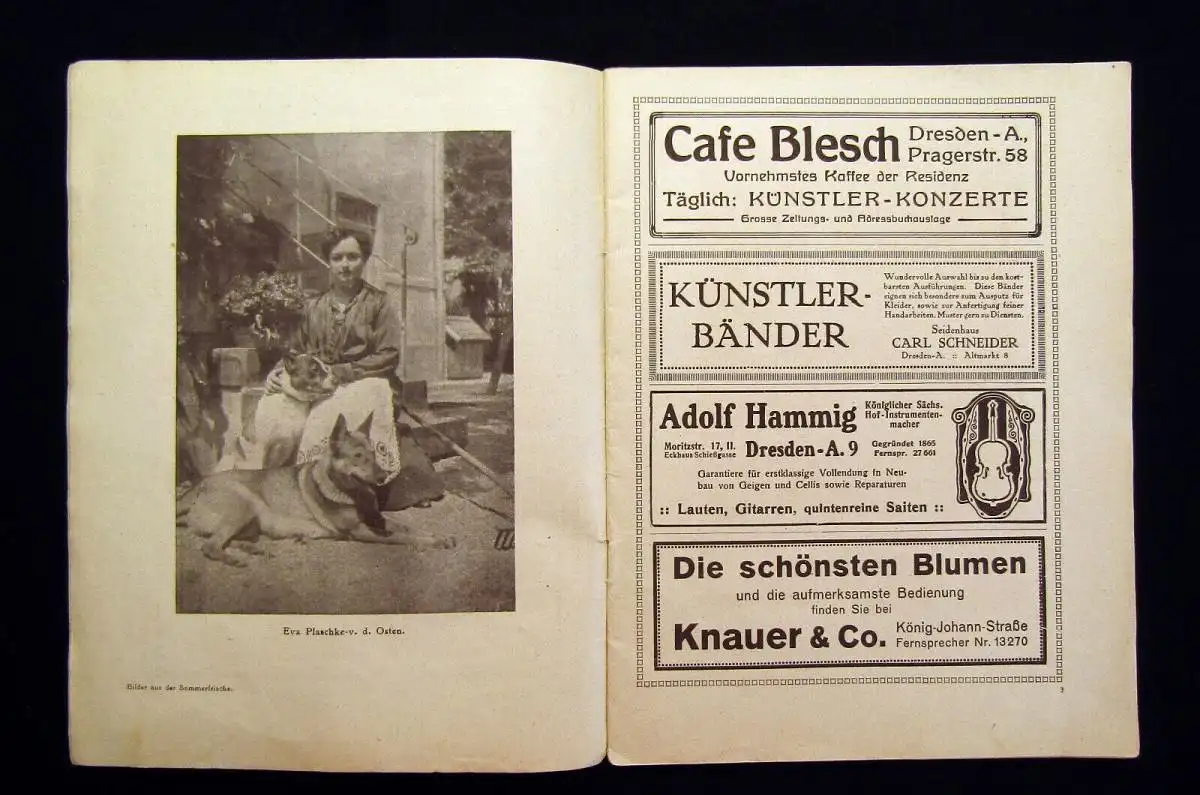 Eva Plaschke-v. d. Osten.
Bilder aus der Sommerfrische.
Cafe Blesch
Dresden-A.,
Pragerstr. 58
Vornehmstes Kaffee der Residenz
Täglich: KÜNSTLER-KONZERTE
Grosse Zeitungs- und Adressbuchauslage
KÜNSTLER-
BÄNDER
Wundervolle Auswahl bis zu den kost-
barsten Ausführungen. Diese Bänder
eignen sich besonders zum Ausputz für
Kleider, sowie zur Anfertigung feiner
Handarbeiten. Muster gern zu Diensten.
Seidenhaus
CARL SCHNEIDER
Dresden-A. :: Altmarkt 8
Adolf Hammig
Königlicher Sächs.
Hof-Instrumenten-
macher
Moritzstr. 17, II.
Eckhaus Schießgasse
Dresden-A. 9
Gegründet 1865
Fernspr. 27 661
Garantiere für erstklassige Vollendung in Neu-
bau von Geigen und Cellis sowie Reparaturen
:: Lauten, Gitarren, quintenreine Saiten ::
Die schönsten Blumen
und die aufmerksamste Bedienung
finden Sie bei
Knauer & Co.
König-Johann-Straße
Fernsprecher Nr. 13270